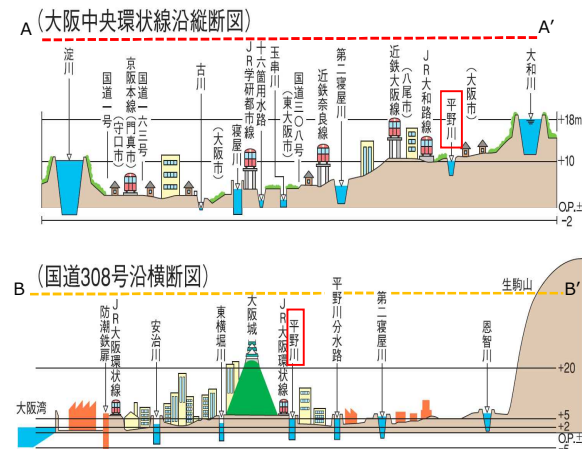 A
(大阪中央環状線沿縦断図)
A′
淀川
国道一号
(守口市)
京阪本線(門真市)
国道一六三号
古川
(大阪市)
寝屋川
JR学研都市線
十六箇用水路
玉串川
(東大阪市)
国道三〇八号
近鉄奈良線
第二寝屋川
近鉄大阪線
(八尾市)
JR大和路線
平野川
(大阪市)
大和川
+18m
+10
O.P.±
-2
B
(国道308号沿横断図)
B′
生駒山
大阪湾
防潮鉄扉
JR大阪環状線
安治川
東横堀川
大阪城
JR大阪環状線
平野川
平野川分水路
第二寝屋川
恩智川
+20
+5
+2
O.P.±
-5